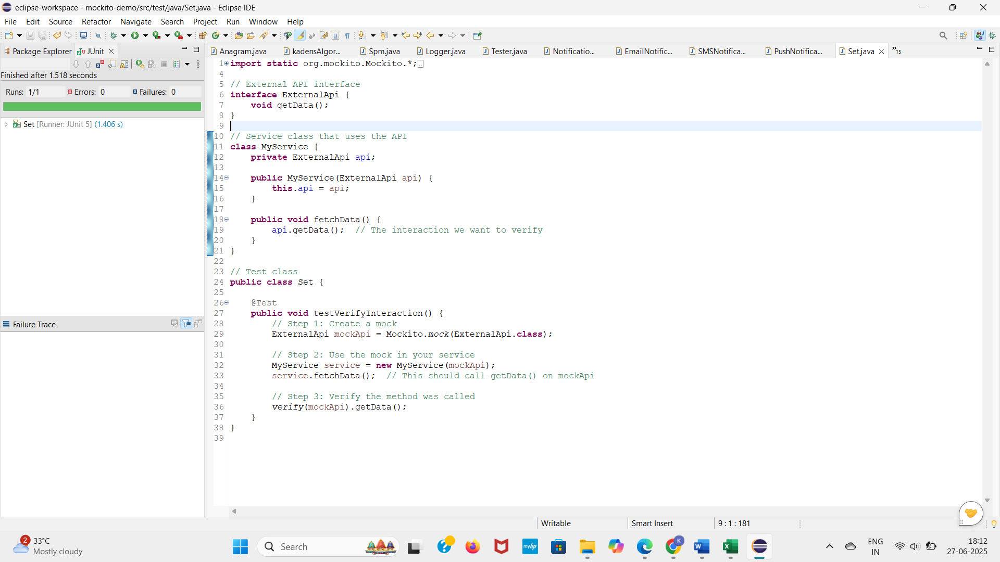 eclipse-workspace - mockito-demo/src/test/java/Set.java - Eclipse IDE
File Edit Source Refactor Navigate Search Project Run Window Help
Package Explorer JUnit
Finished after 1.518 seconds
Runs: 1/1 Errors: 0 Failures: 0
Set [Runner: JUnit 5] (1.406 s)
Failure Trace
Anagram.java kadensAlgor... Spm.java Logger.java Tester.java Notificatio... EmailNotific... SMSNotifica... PushNotifica... Set.java »15
1 import static org.mockito.Mockito.*;
4
5 // External API interface
6 interface ExternalApi {
7 void getData();
8 }
9
10 // Service class that uses the API
11 class MyService {
12 private ExternalApi api;
13
14 public MyService(ExternalApi api) {
15 this.api = api;
16 }
17
18 public void fetchData() {
19 api.getData(); // The interaction we want to verify
20 }
21 }
22
23 // Test class
24 public class Set {
25
26 @Test
27 public void testVerifyInteraction() {
28 // Step 1: Create a mock
29 ExternalApi mockApi = Mockito.mock(ExternalApi.class);
30
31 // Step 2: Use the mock in your service
32 MyService service = new MyService(mockApi);
33 service.fetchData(); // This should call getData() on mockApi
34
35 // Step 3: Verify the method was called
36 verify(mockApi).getData();
37 }
38 }
39
Writable Smart Insert 9 : 1 : 181
2
33°C
Mostly cloudy
Search
myhp
K
ENG
IN
18:12
27-06-2025